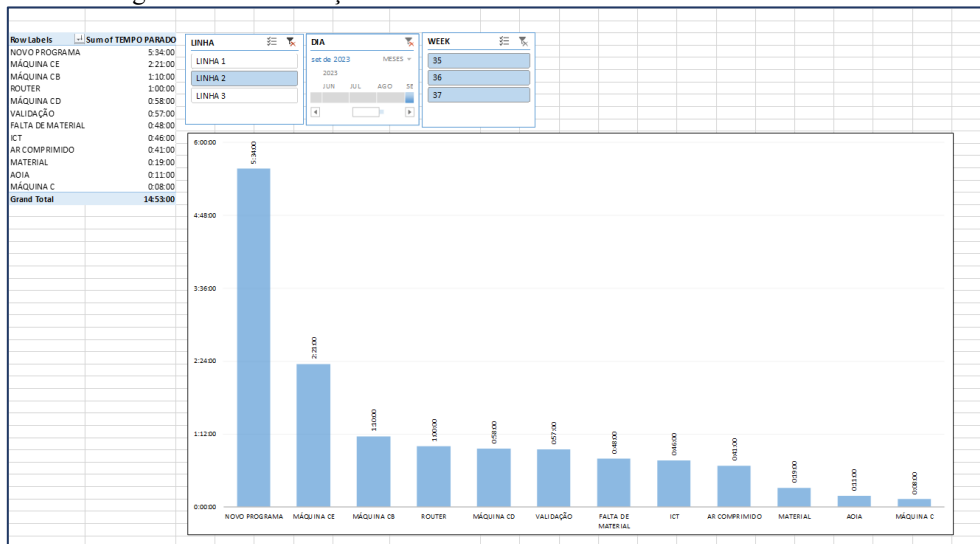 Row Labels Sum of TEMPO PARADO
NOVO PROGRAMA 5:34:00
MÁQUINA CE 2:21:00
MÁQUINA CB 1:10:00
ROUTER 1:00:00
MÁQUINA CD 0:58:00
VALIDAÇÃO 0:57:00
FALTA DE MATERIAL 0:48:00
ICT 0:46:00
AR COMPRIMIDO 0:41:00
MATERIAL 0:19:00
AOIA 0:11:00
MÁQUINA C 0:08:00
Grand Total 14:53:00
LINHA
LINHA 1
LINHA 2
LINHA 3
DIA
set de 2023 MESES
2023
JUN JUL AGO SE
WEEK
35
36
37
6:00:00
4:48:00
3:36:00
2:24:00
1:12:00
0:00:00
5:34:00
2:21:00
1:10:00
1:00:00
0:58:00
0:57:00
0:48:00
0:46:00
0:41:00
0:19:00
0:11:00
0:08:00
NOVO PROGRAMA
MÁQUINA CE
MÁQUINA CB
ROUTER
MÁQUINA CD
VALIDAÇÃO
FALTA DE
MATERIAL
ICT
AR COMPRIMIDO
MATERIAL
AOIA
MÁQUINA C